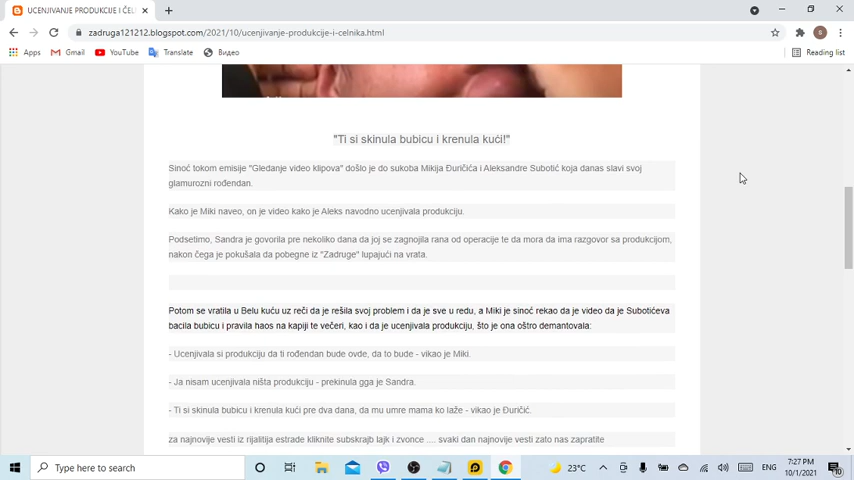 UCENJIVANJE PRODUKCIJE I ČEL
zadruga121212.blogspot.com/2021/10/ucenjivanje-produkcije-i-celnika.html
Apps Gmail YouTube Translate Видео Reading list
"Ti si skinula bubicu i krenula kući!"
Sinoć tokom emisije "Gledanje video klipova" došlo je do sukoba Mikija Đuričića i Aleksandre Subotić koja danas slavi svoj
glamurozni rođendan.
Kako je Miki naveo, on je video kako je Aleks navodno ucenjivala produkciju.
Podsetimo, Sandra je govorila pre nekoliko dana da joj se zagnojila rana od operacije te da mora da ima razgovor sa produkcijom,
nakon čega je pokušala da pobegne iz "Zadruge" lupajući na vrata.
Potom se vratila u Belu kuću uz reči da je rešila svoj problem i da je sve u redu, a Miki je sinoć rekao da je video da je Subotićeva
bacila bubicu i pravila haos na kapiji te večeri, kao i da je ucenjivala produkciju, što je ona oštro demantovala:
- Ucenjivala si produkciju da ti rođendan bude ovde, da to bude - vikao je Miki.
- Ja nisam ucenjivala ništa produkciju - prekinula gga je Sandra.
- Ti si skinula bubicu i krenula kući pre dva dana, da mu umre mama ko laže - vikao je Đuričić.
za najnovije vesti iz rijalitija estrade kliknite subskrajb lajk i zvonce .... svaki dan najnovije vesti zato nas zapratite
Type here to search
23°C
ENG
7:27 PM
10/1/2021